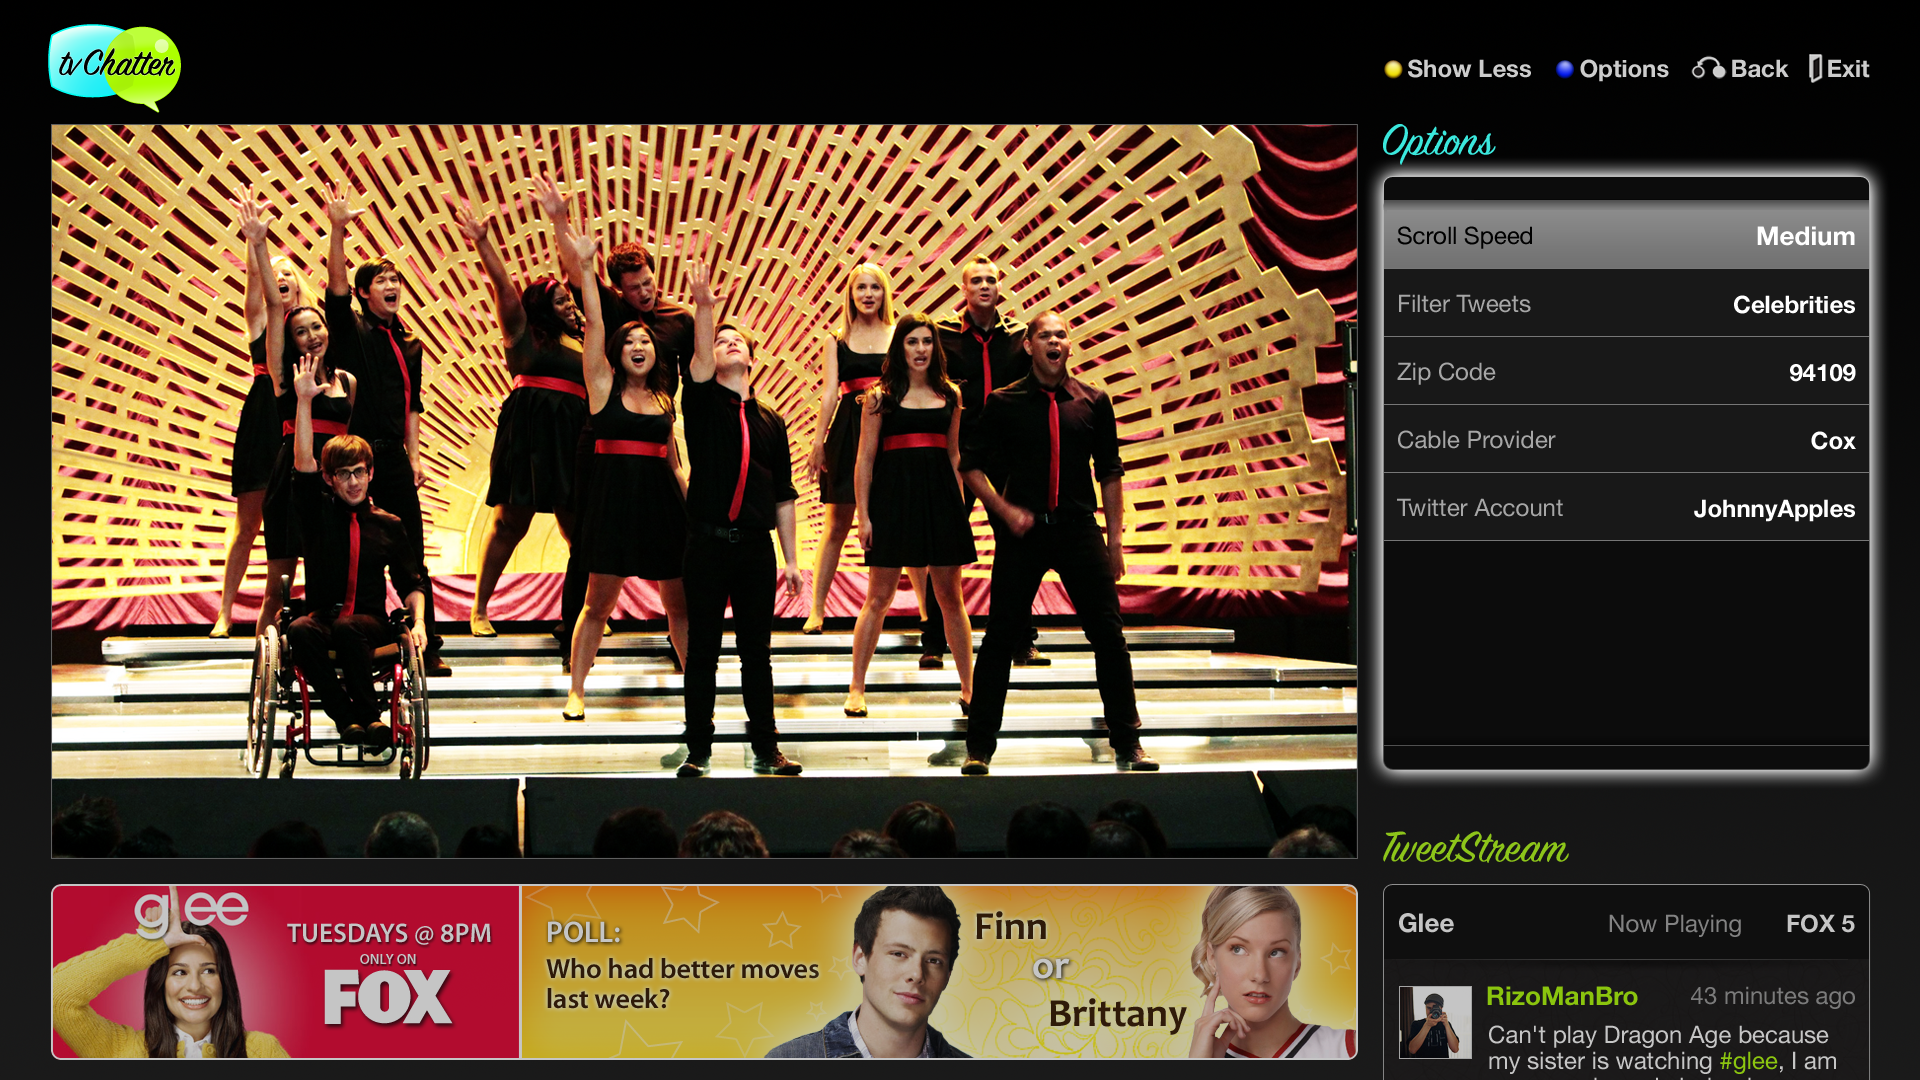 tv Chatter
Show Less
Options
Back
Exit
Options
Scroll Speed Medium
Filter Tweets Celebrities
Zip Code 94109
Cable Provider Cox
Twitter Account JohnnyApples
glee
TUESDAYS @ 8PM
ONLY ON
FOX
POLL:
Who had better moves
last week?
Finn
or
Brittany
TweetStream
Glee Now Playing FOX 5
RizoManBro 43 minutes ago
Can't play Dragon Age because
my sister is watching #glee, I am